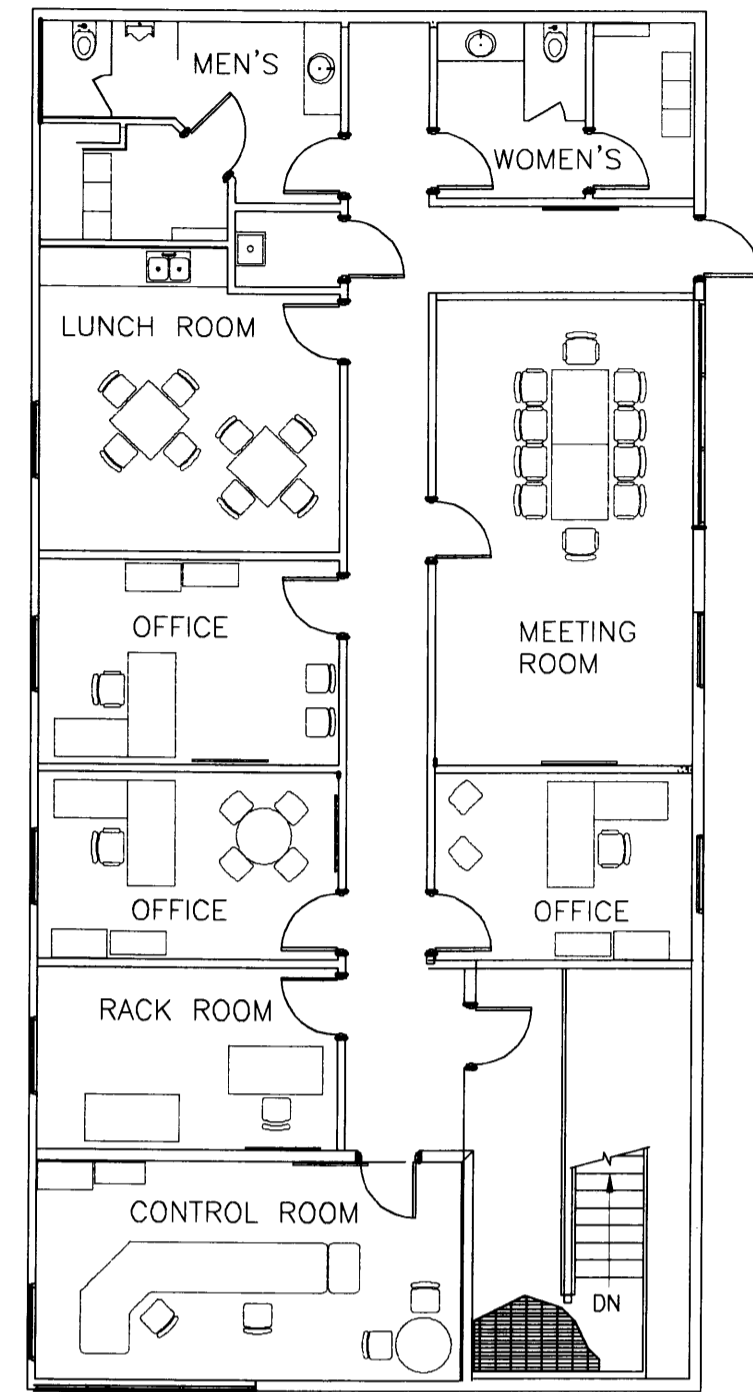 MEN'S
WOMEN'S
LUNCH ROOM
OFFICE
MEETING
ROOM
OFFICE
OFFICE
RACK ROOM
CONTROL ROOM
DN